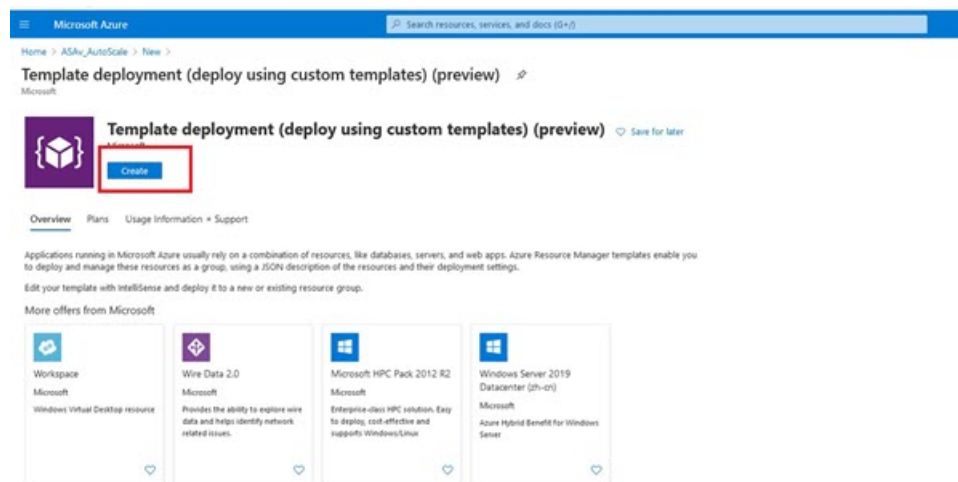 Microsoft Azure
Search resources, services, and docs (G+/)
Home > ASAv_AutoScale > New >
Template deployment (deploy using custom templates) (preview)
Microsoft
Template deployment (deploy using custom templates) (preview)
Save for later
Microsoft
Create
Overview Plans Usage Information + Support
Applications running in Microsoft Azure usually rely on a combination of resources, like databases, servers, and web apps. Azure Resource Manager templates enable you
to deploy and manage these resources as a group, using a JSON description of the resources and their deployment settings.
Edit your template with IntelliSense and deploy it to a new or existing resource group.
More offers from Microsoft
Workspace
Microsoft
Windows Virtual Desktop resource
Wire Data 2.0
Microsoft
Provides the ability to explore wire
data and helps identify network
related issues.
Microsoft HPC Pack 2012 R2
Microsoft
Enterprise-class HPC solution. Easy
to deploy, cost-effective and
supports Windows/Linux
Windows Server 2019
Datacenter (zh-cn)
Microsoft
Azure Hybrid Benefit for Windows
Server